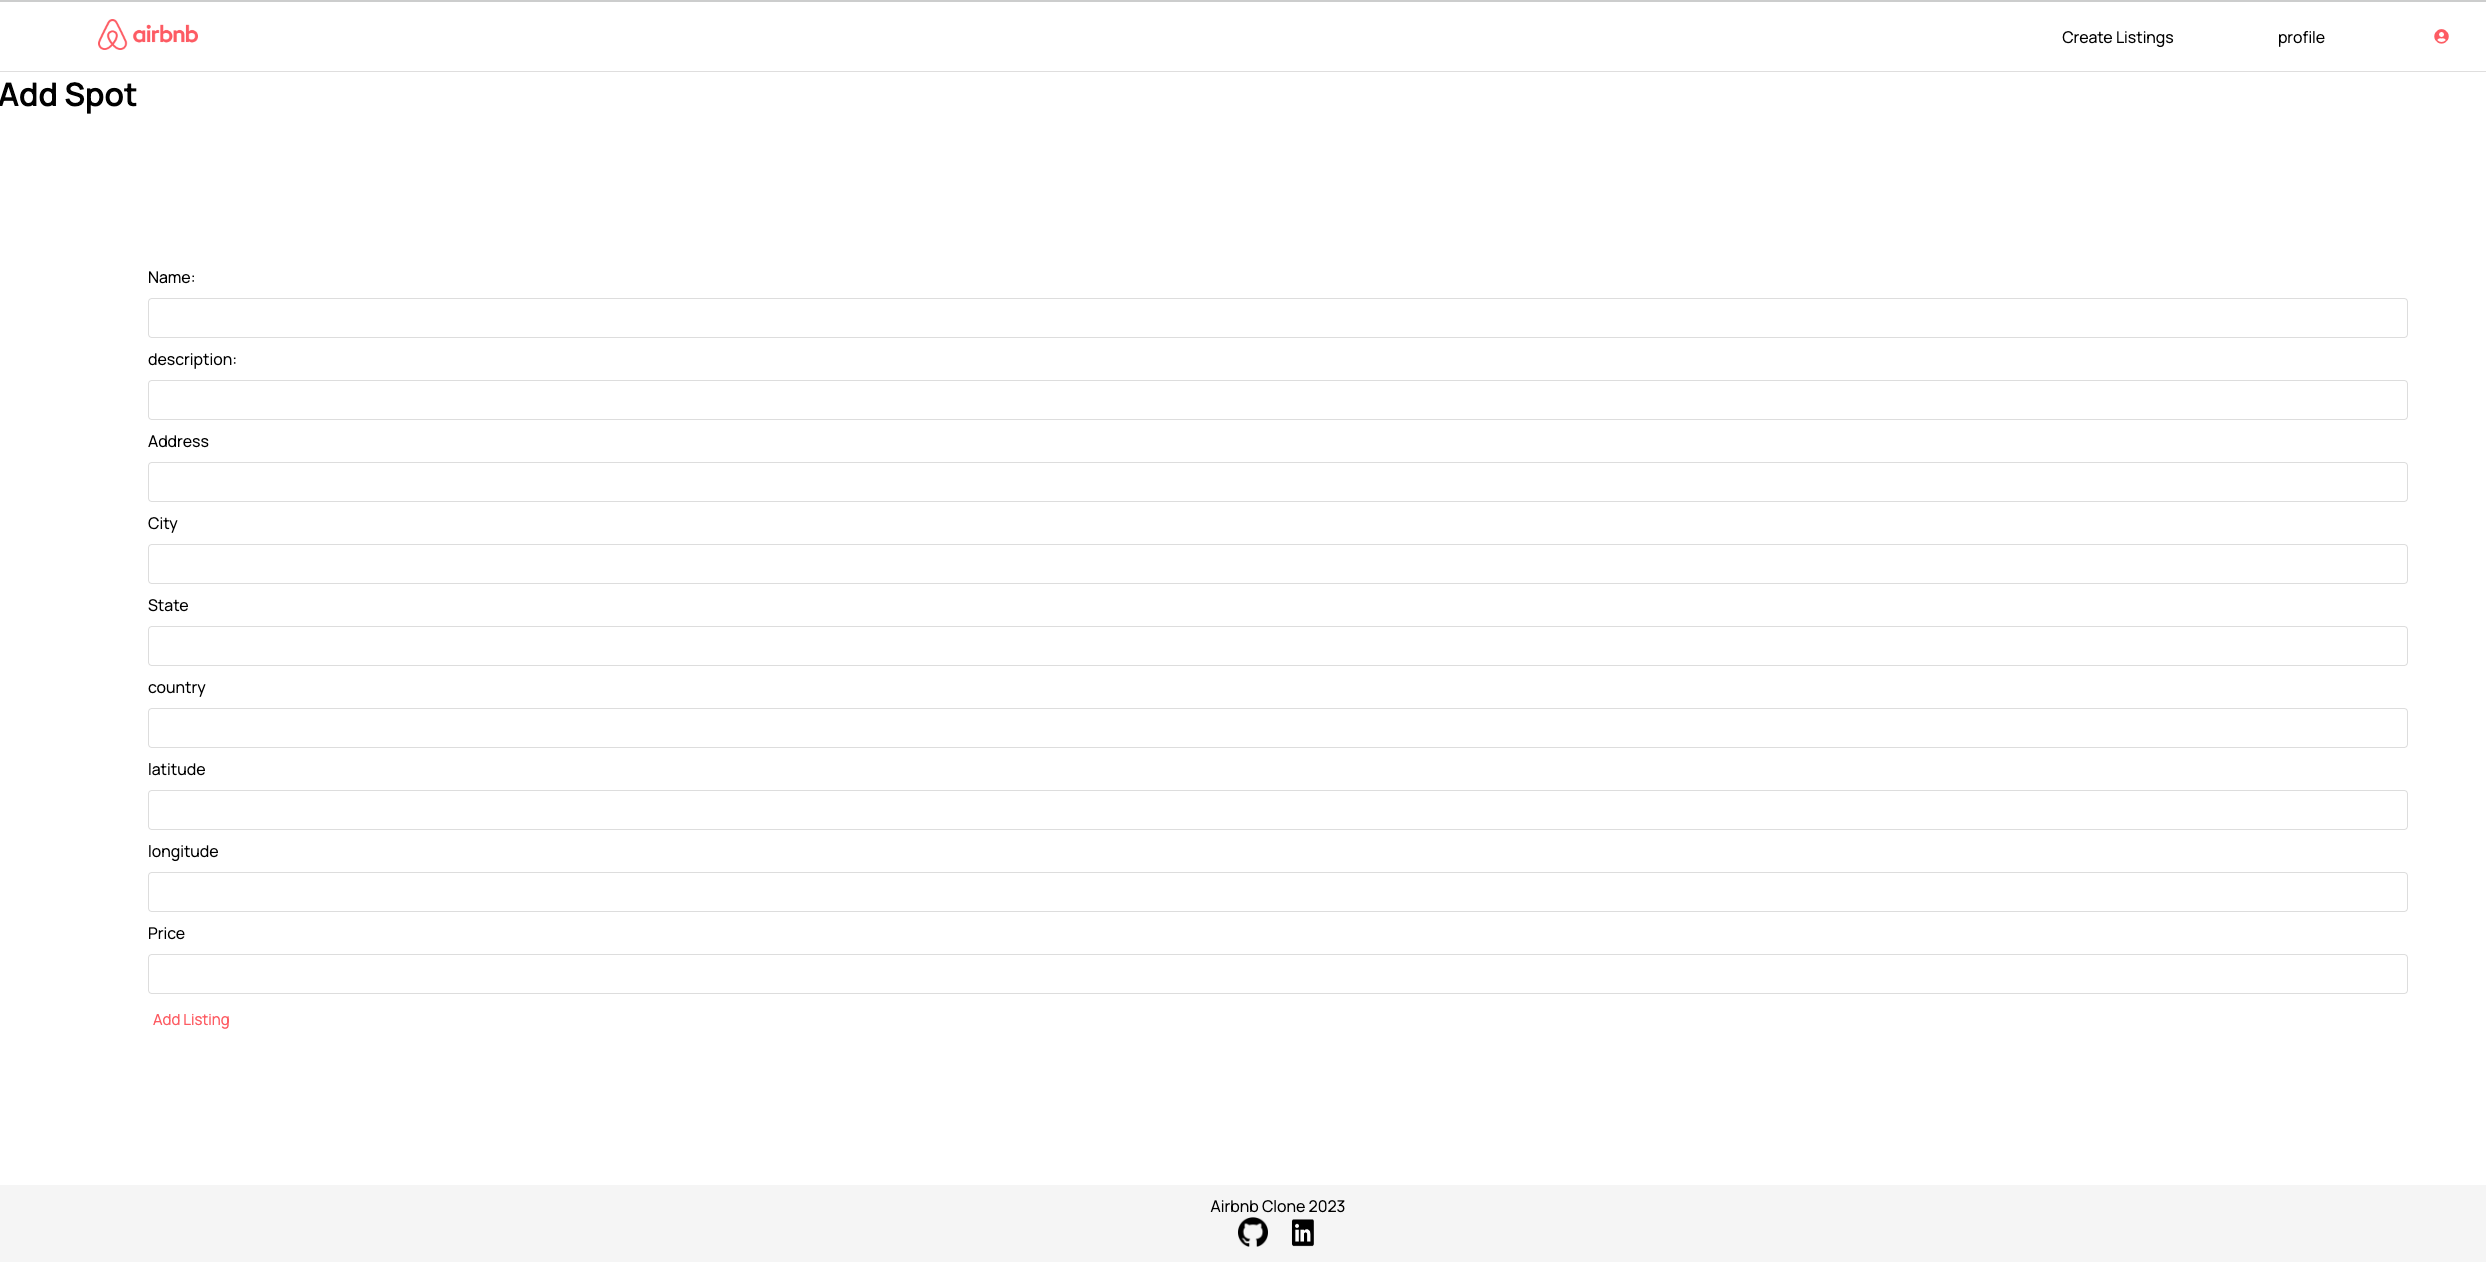 airbnb
Create Listings
profile
Add Spot
Name:
description:
Address
City
State
country
latitude
longitude
Price
Add Listing
Airbnb Clone 2023